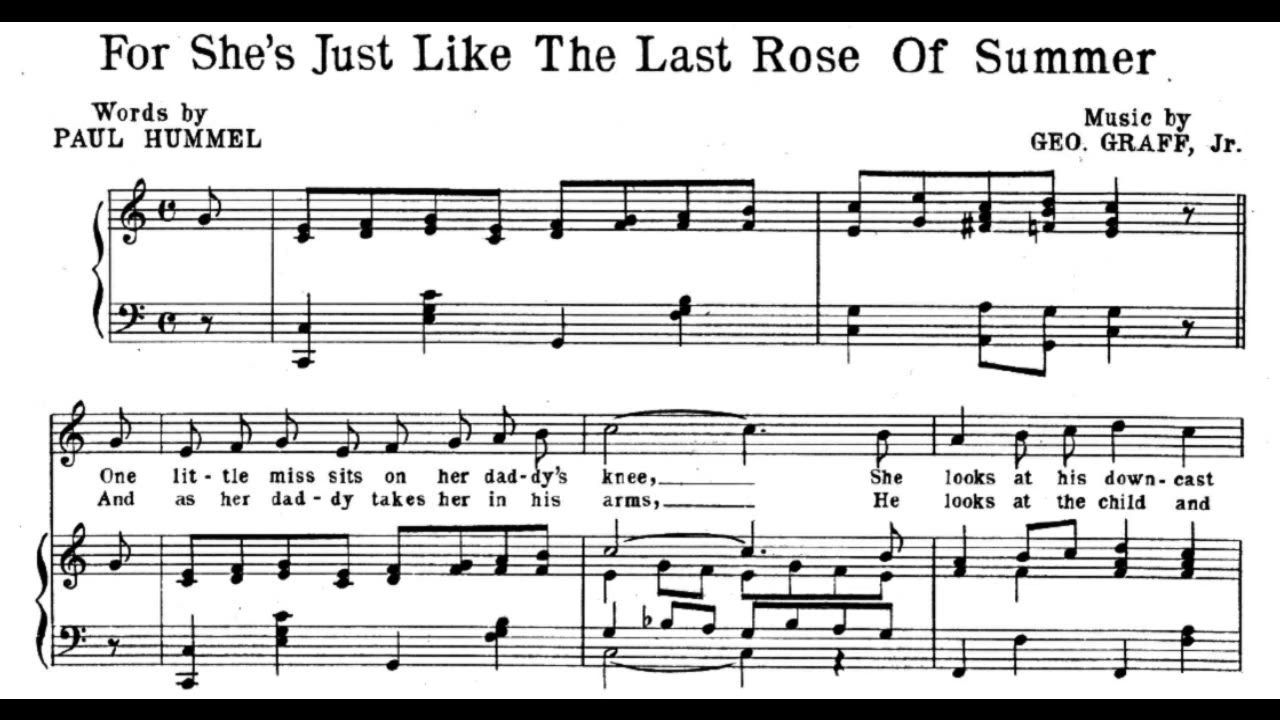 For She's Just Like The Last Rose Of Summer
Words by
PAUL HUMMEL
Music by
GEO. GRAFF, Jr.
One lit-tle miss sits on her dad-dy's knee, She looks at his down-cast
And as her dad-dy takes her in his arms, He looks at the child and